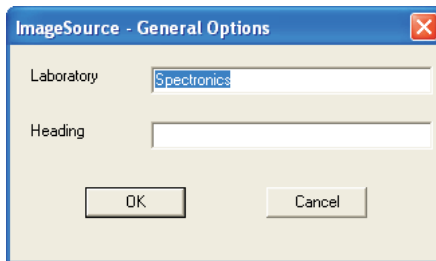 ImageSource - General Options
Laboratory Spectronics
Heading
OK Cancel